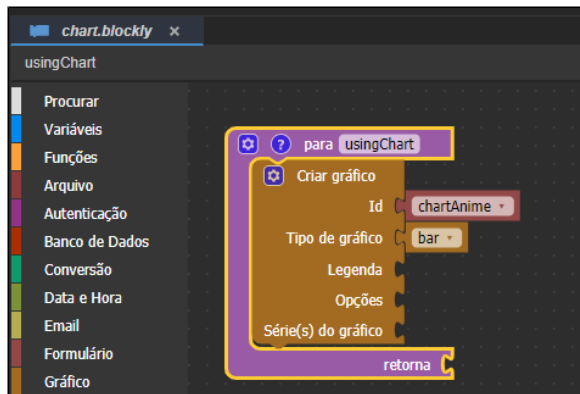 chart.blockly ×
usingChart
Procurar
Variáveis
Funções
Arquivo
Autenticação
Banco de Dados
Conversão
Data e Hora
Email
Formulário
Gráfico
? para usingChart
Criar gráfico
Id chartAnime
Tipo de gráfico bar
Legenda
Opções
Série(s) do gráfico
retorna